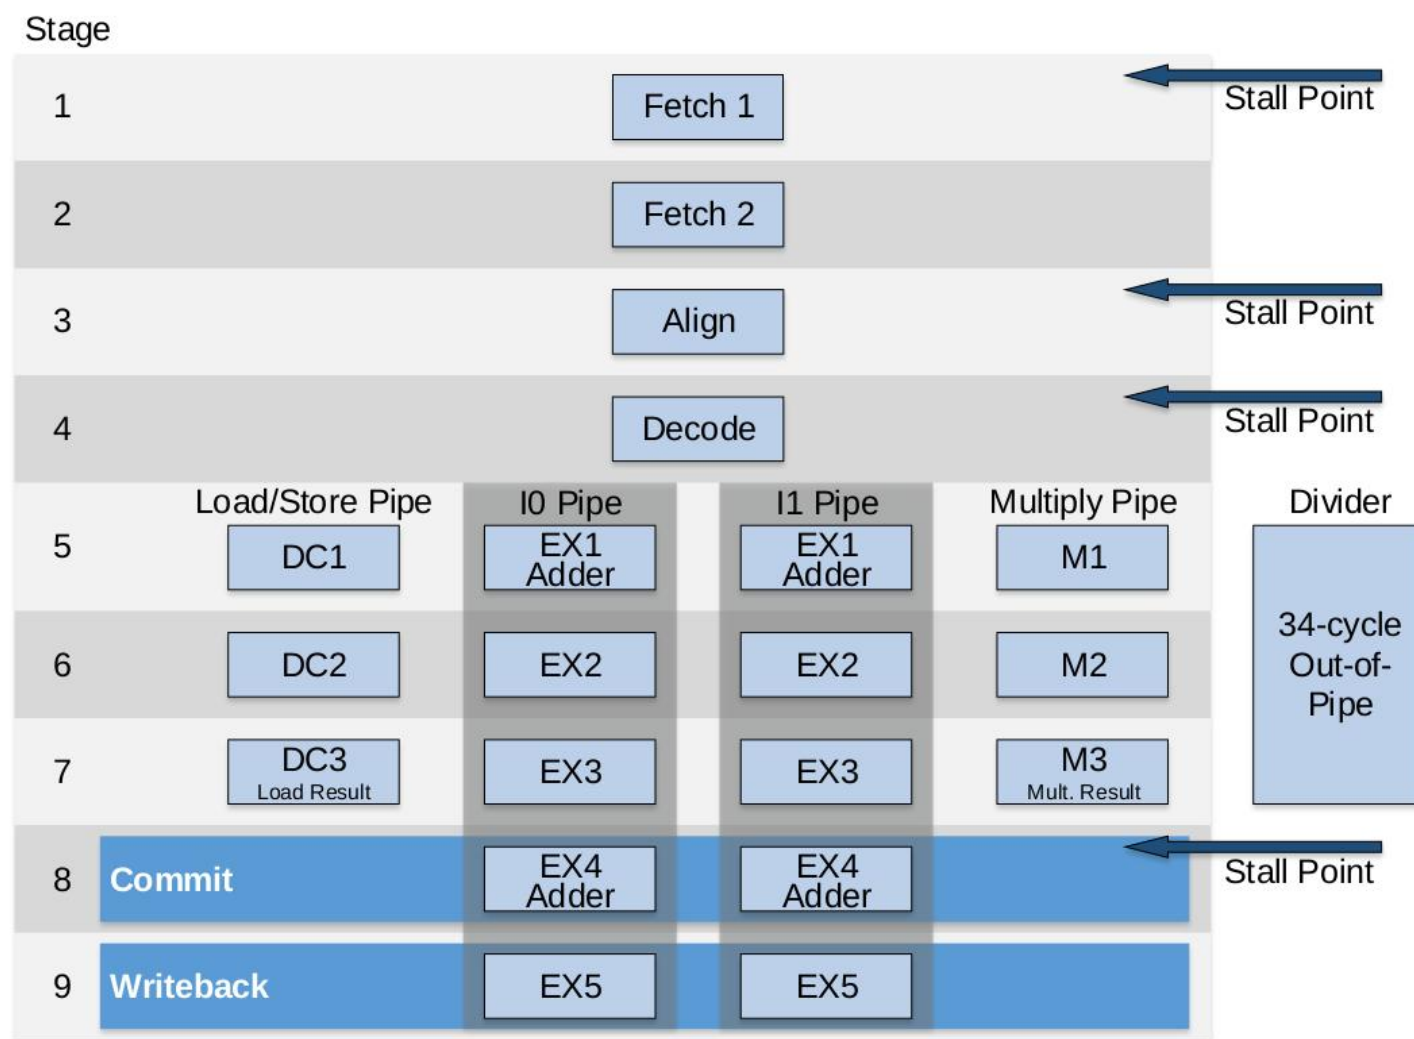 Stage
1
Fetch 1
Stall Point
2
Fetch 2
3
Align
Stall Point
4
Decode
Stall Point
Load/Store Pipe
I0 Pipe
I1 Pipe
Multiply Pipe
Divider
5
DC1
EX1
Adder
EX1
Adder
M1
34-cycle
Out-of-
Pipe
6
DC2
EX2
EX2
M2
7
DC3
Load Result
EX3
EX3
M3
Mult. Result
8
Commit
EX4
Adder
EX4
Adder
Stall Point
9
Writeback
EX5
EX5